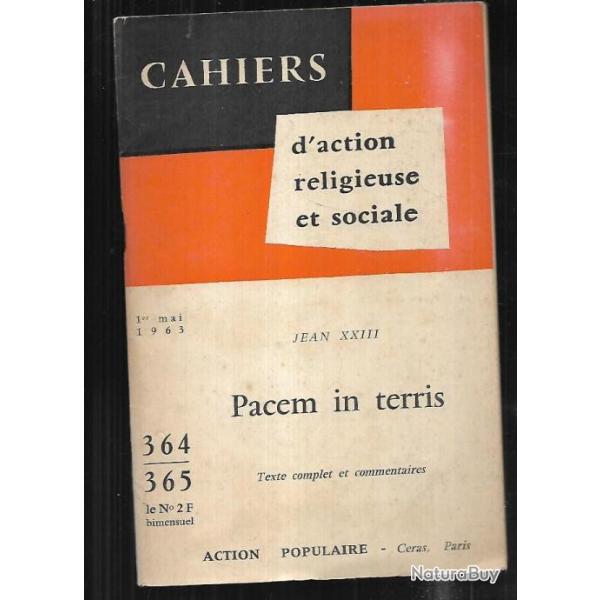 CAHIERS
d'action
religieuse
et sociale
1er mai
1963
JEAN XXIII
Pacem in terris
364
365
le No 2 F
bimensuel
Texte complet et commentaires
ACTION POPULAIRE - Ceras, Paris
NaturaBuy